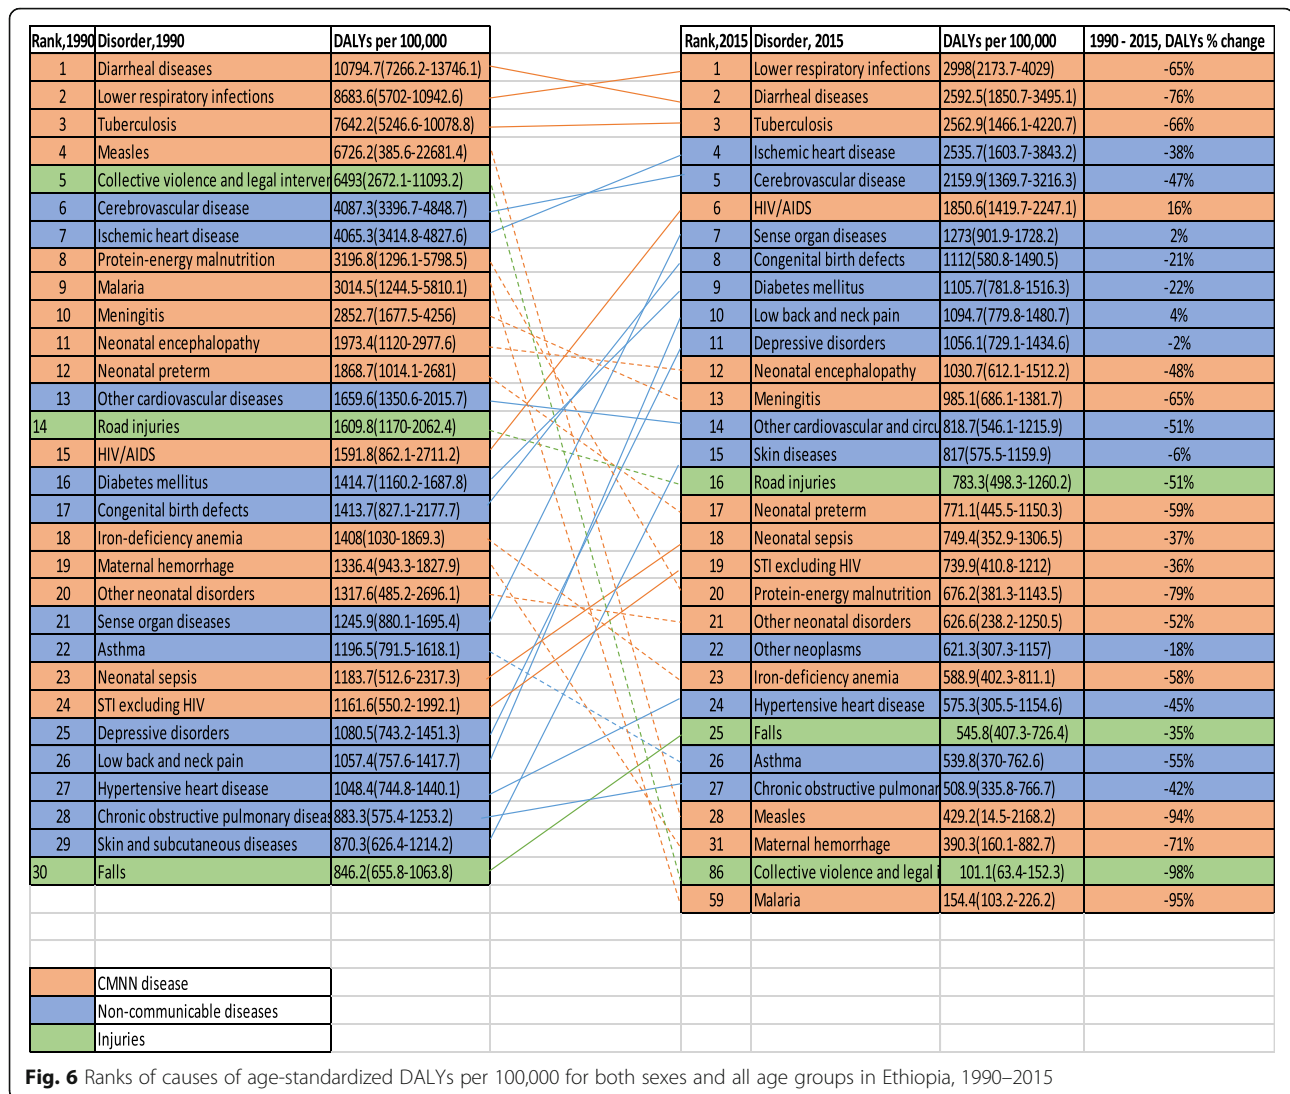 Rank,1990 Disorder,1990 DALYs per 100,000
1 Diarrheal diseases 10794.7(7266.2-13746.1)
2 Lower respiratory infections 8683.6(5702-10942.6)
3 Tuberculosis 7642.2(5246.6-10078.8)
4 Measles 6726.2(385.6-22681.4)
5 Collective violence and legal interver 6493(2672.1-11093.2)
6 Cerebrovascular disease 4087.3(3396.7-4848.7)
7 Ischemic heart disease 4065.3(3414.8-4827.6)
8 Protein-energy malnutrition 3196.8(1296.1-5798.5)
9 Malaria 3014.5(1244.5-5810.1)
10 Meningitis 2852.7(1677.5-4256)
11 Neonatal encephalopathy 1973.4(1120-2977.6)
12 Neonatal preterm 1868.7(1014.1-2681)
13 Other cardiovascular diseases 1659.6(1350.6-2015.7)
14 Road injuries 1609.8(1170-2062.4)
15 HIV/AIDS 1591.8(862.1-2711.2)
16 Diabetes mellitus 1414.7(1160.2-1687.8)
17 Congenital birth defects 1413.7(827.1-2177.7)
18 Iron-deficiency anemia 1408(1030-1869.3)
19 Maternal hemorrhage 1336.4(943.3-1827.9)
20 Other neonatal disorders 1317.6(485.2-2696.1)
21 Sense organ diseases 1245.9(880.1-1695.4)
22 Asthma 1196.5(791.5-1618.1)
23 Neonatal sepsis 1183.7(512.6-2317.3)
24 STI excluding HIV 1161.6(550.2-1992.1)
25 Depressive disorders 1080.5(743.2-1451.3)
26 Low back and neck pain 1057.4(757.6-1417.7)
27 Hypertensive heart disease 1048.4(744.8-1440.1)
28 Chronic obstructive pulmonary diseas 883.3(575.4-1253.2)
29 Skin and subcutaneous diseases 870.3(626.4-1214.2)
30 Falls 846.2(655.8-1063.8)
Rank,2015 Disorder, 2015 DALYs per 100,000 1990 - 2015, DALYs % change
1 Lower respiratory infections 2998(2173.7-4029) -65%
2 Diarrheal diseases 2592.5(1850.7-3495.1) -76%
3 Tuberculosis 2562.9(1466.1-4220.7) -66%
4 Ischemic heart disease 2535.7(1603.7-3843.2) -38%
5 Cerebrovascular disease 2159.9(1369.7-3216.3) -47%
6 HIV/AIDS 1850.6(1419.7-2247.1) 16%
7 Sense organ diseases 1273(901.9-1728.2) 2%
8 Congenital birth defects 1112(580.8-1490.5) -21%
9 Diabetes mellitus 1105.7(781.8-1516.3) -22%
10 Low back and neck pain 1094.7(779.8-1480.7) 4%
11 Depressive disorders 1056.1(729.1-1434.6) -2%
12 Neonatal encephalopathy 1030.7(612.1-1512.2) -48%
13 Meningitis 985.1(686.1-1381.7) -65%
14 Other cardiovascular and circu 818.7(546.1-1215.9) -51%
15 Skin diseases 817(575.5-1159.9) -6%
16 Road injuries 783.3(498.3-1260.2) -51%
17 Neonatal preterm 771.1(445.5-1150.3) -59%
18 Neonatal sepsis 749.4(352.9-1306.5) -37%
19 STI excluding HIV 739.9(410.8-1212) -36%
20 Protein-energy malnutrition 676.2(381.3-1143.5) -79%
21 Other neonatal disorders 626.6(238.2-1250.5) -52%
22 Other neoplasms 621.3(307.3-1157) -18%
23 Iron-deficiency anemia 588.9(402.3-811.1) -58%
24 Hypertensive heart disease 575.3(305.5-1154.6) -45%
25 Falls 545.8(407.3-726.4) -35%
26 Asthma 539.8(370-762.6) -55%
27 Chronic obstructive pulmonar 508.9(335.8-766.7) -42%
28 Measles 429.2(14.5-2168.2) -94%
31 Maternal hemorrhage 390.3(160.1-882.7) -71%
86 Collective violence and legal i 101.1(63.4-152.3) -98%
59 Malaria 154.4(103.2-226.2) -95%
CMNN disease
Non-communicable diseases
Injuries
Fig. 6 Ranks of causes of age-standardized DALYs per 100,000 for both sexes and all age groups in Ethiopia, 1990–2015